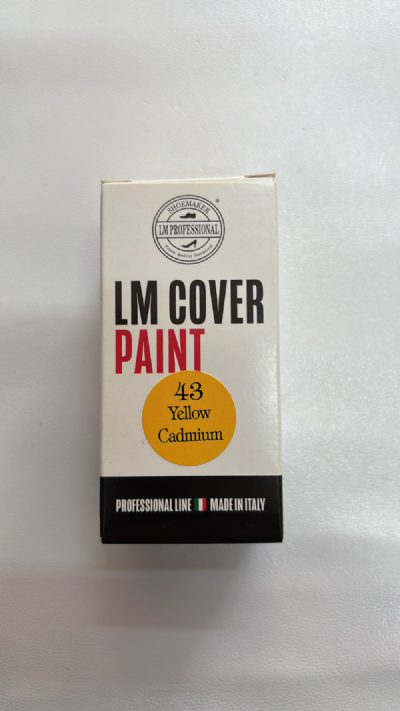 SHOEMAKER
®
LM PROFESSIONAL
LM COVER
PAINT
43
Yellow
Cadmium
PROFESSIONAL LINE MADE IN ITALY